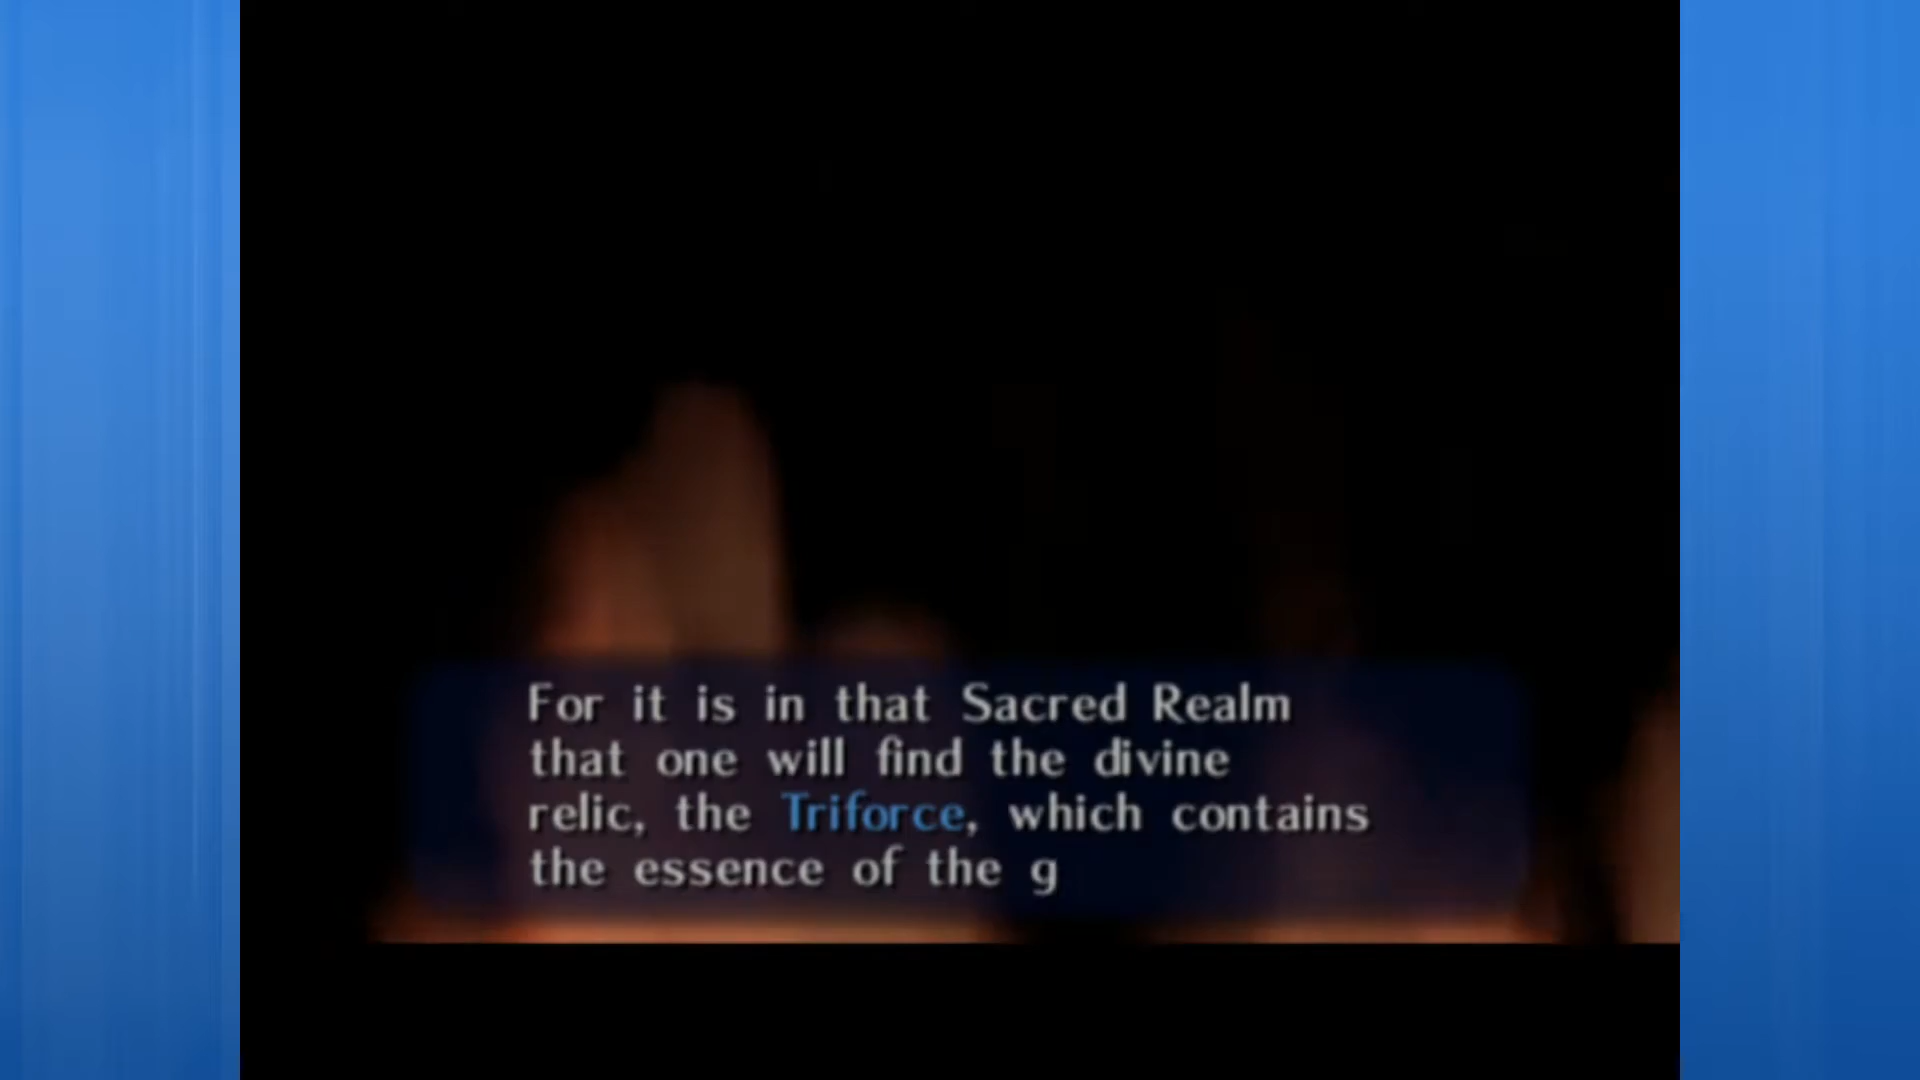 For it is in that Sacred Realm
that one will find the divine
relic, the Triforce, which contains
the essence of the g